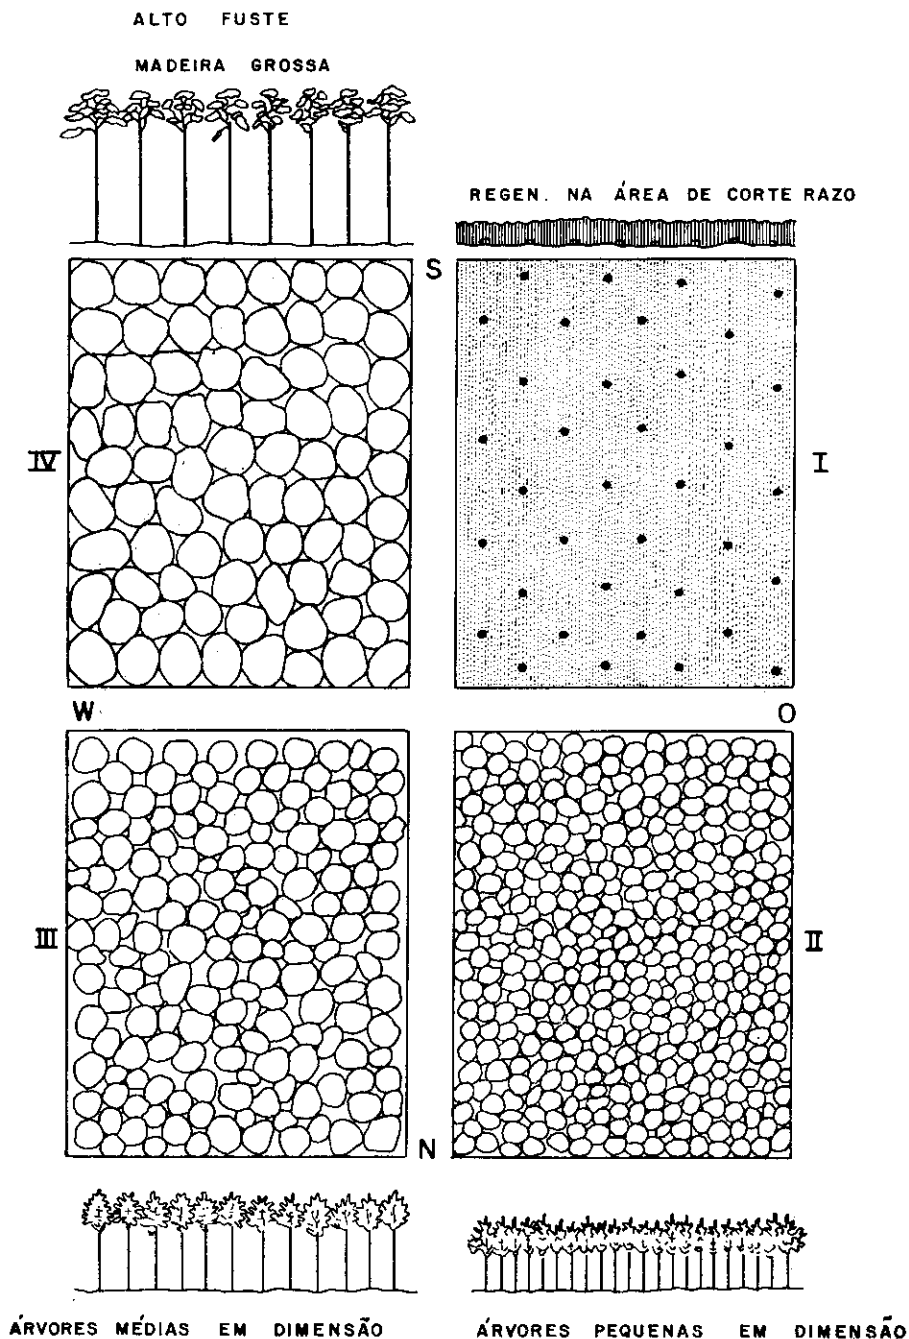 ALTO FUSTE
MADEIRA GROSSA
REGEN. NA ÁREA DE CORTE RAZO
S
IV
I
W
O
III
II
N
ÁRVORES MÉDIAS EM DIMENSÃO
ÁRVORES PEQUENAS EM DIMENSÃO